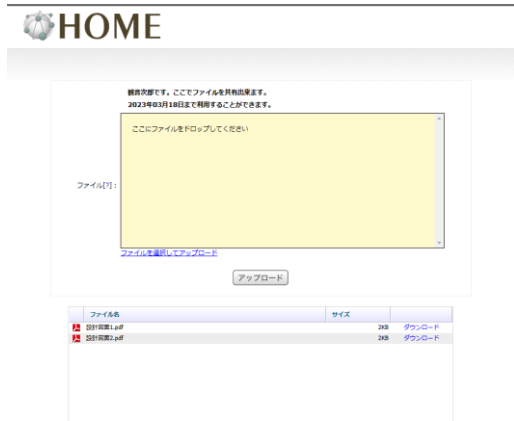 HOME
観音次郎です。ここでファイルを共有出来ます。
2023年03月18日まで利用することができます。
ここにファイルをドロップしてください
ファイル[?]：
ファイルを選択してアップロード
アップロード
ファイル名 サイズ
設計図書1.pdf 2KB ダウンロード
設計図書2.pdf 2KB ダウンロード